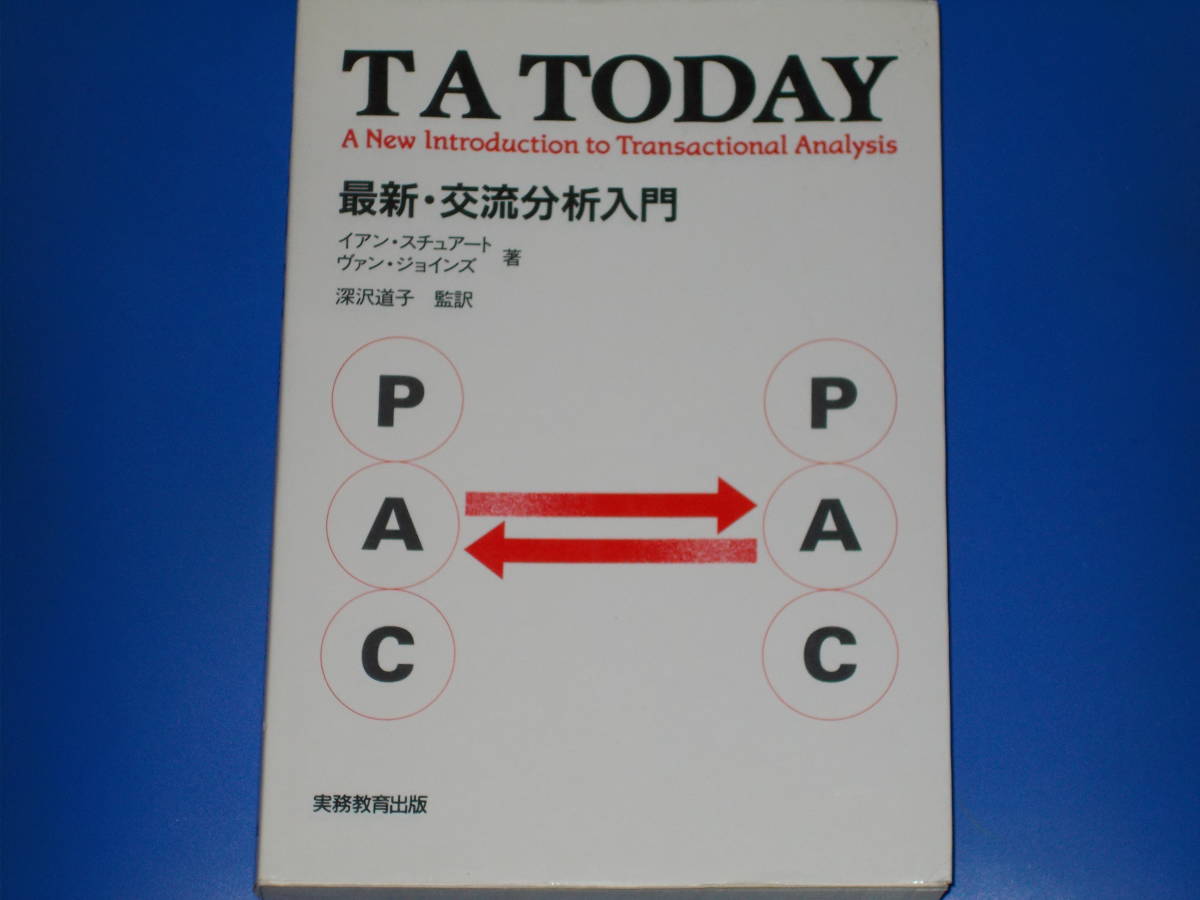 TA TODAY
A New Introduction to Transactional Analysis
最新・交流分析入門
イアン・スチュアート
ヴァン・ジョインズ 著
深沢道子 監訳
P P
A A
C C
実務教育出版